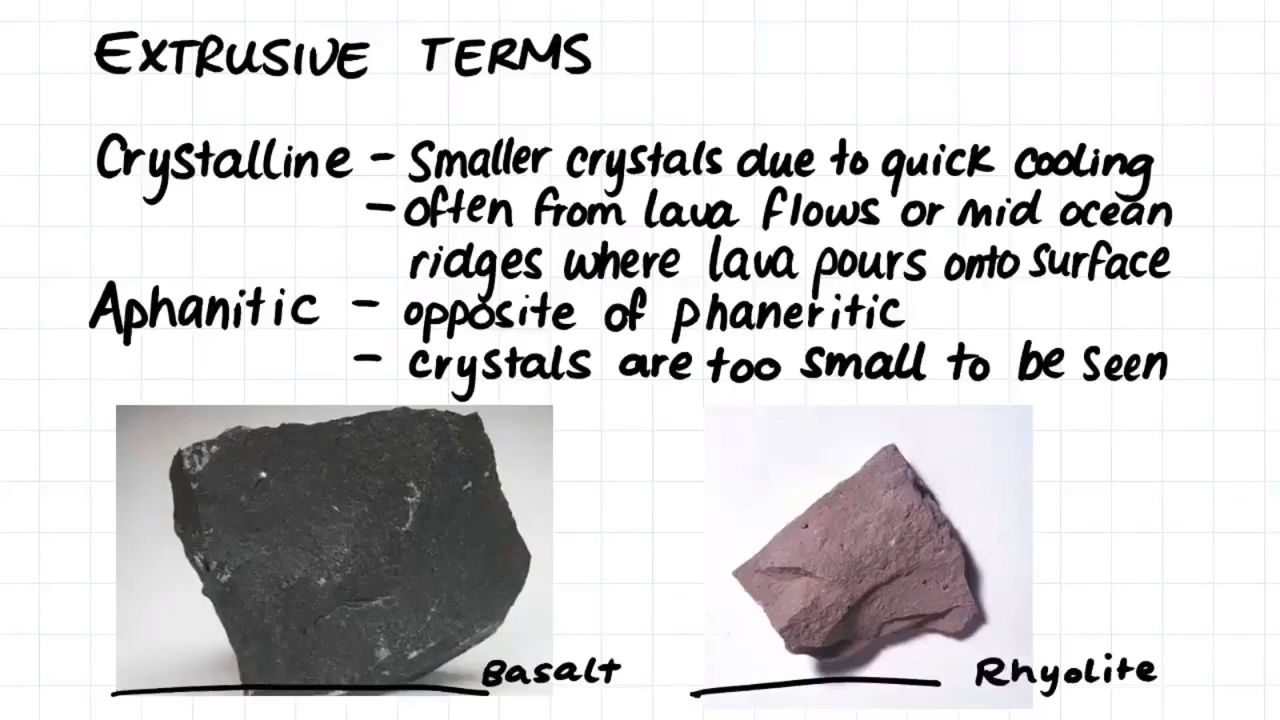 EXTRUSIVE TERMS
Crystalline - Smaller crystals due to quick cooling
- often from lava flows or mid ocean
ridges where lava pours onto surface
Aphanitic - opposite of phaneritic
- crystals are too small to be seen
Basalt
Rhyolite